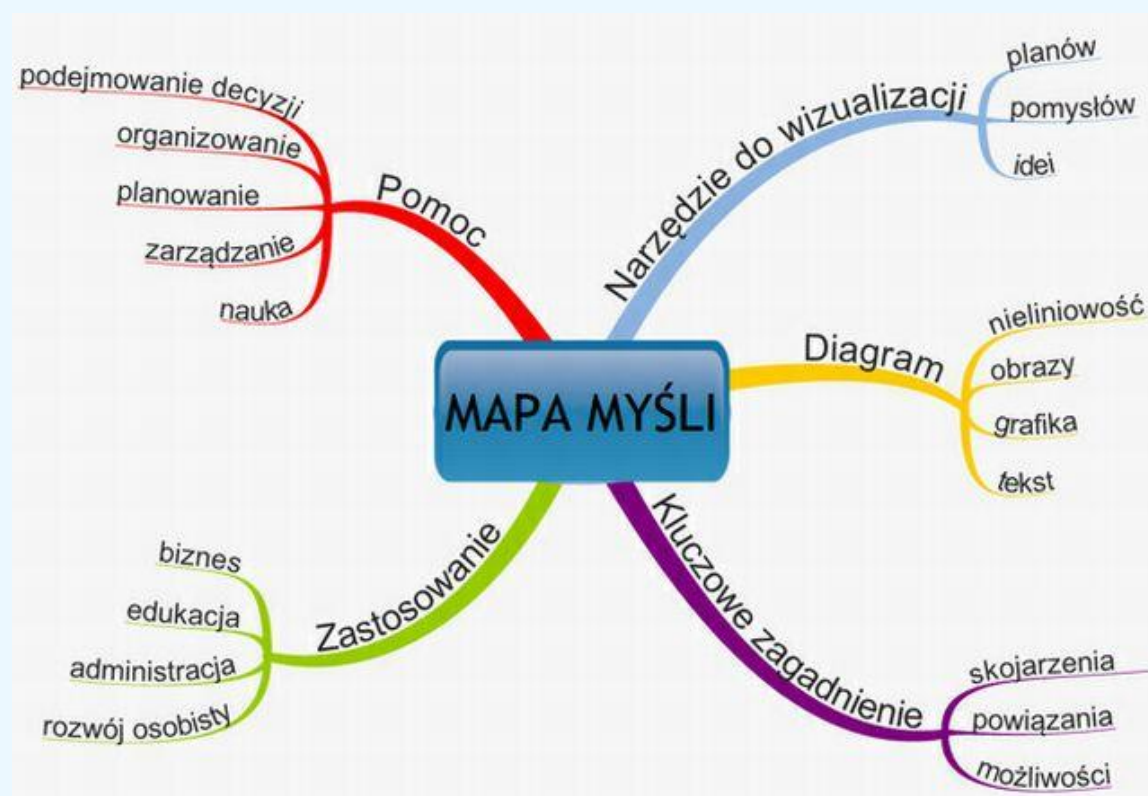 MAPA MYŚLI
Pomoc
podejmowanie decyzji
organizowanie
planowanie
zarządzanie
nauka
Narzędzie do wizualizacji
planów
pomysłów
idei
Diagram
nieliniowość
obrazy
grafika
tekst
Kluczowe zagadnienie
skojarzenia
powiązania
możliwości
Zastosowanie
biznes
edukacja
administracja
rozwój osobisty